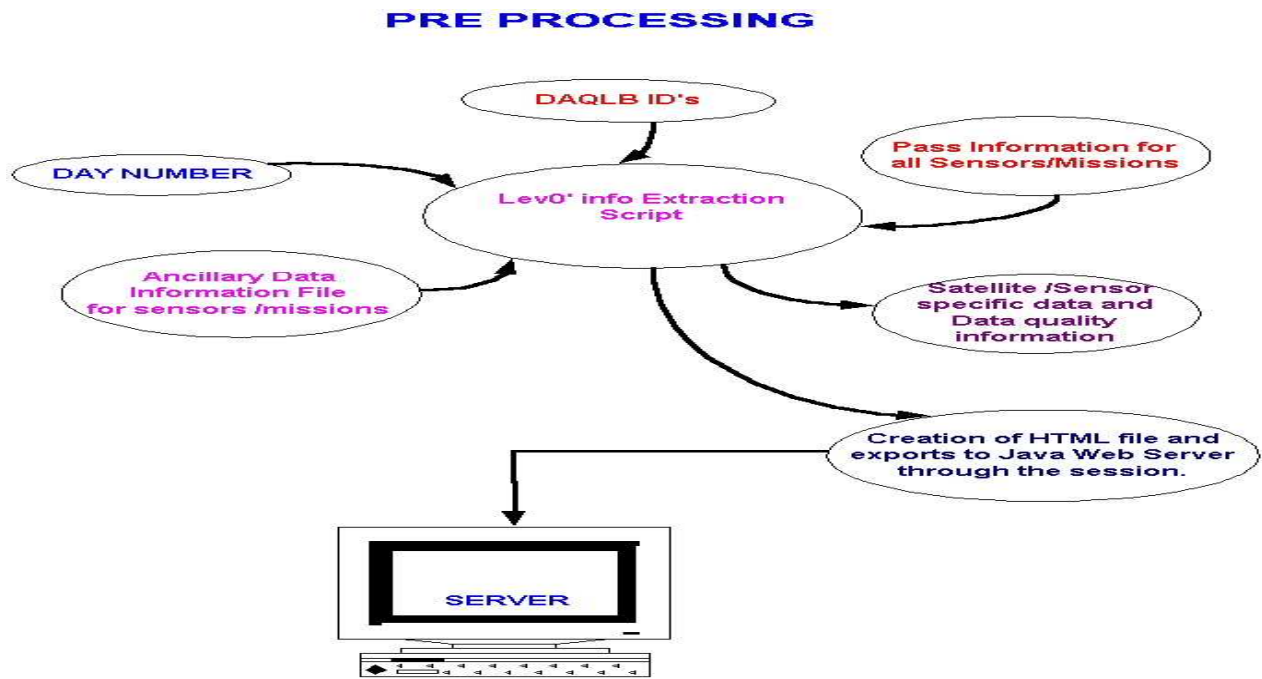 PRE PROCESSING
DAQLB ID's
Pass Information for
all Sensors/Missions
DAY NUMBER
Lev0' info Extraction
Script
Ancillary Data
Information File
for sensors /missions
Satellite /Sensor
specific data and
Data quality
information
Creation of HTML file and
exports to Java Web Server
through the session.
SERVER